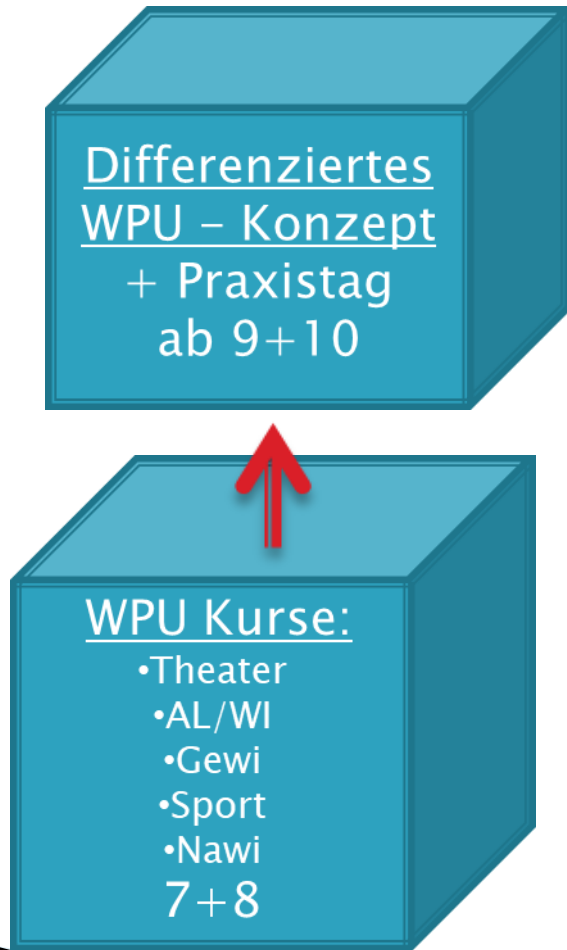 Differenziertes
WPU – Konzept
+ Praxistag
ab 9+10
WPU Kurse:
•Theater
•AL/WI
•Gewi
•Sport
•Nawi
7+8